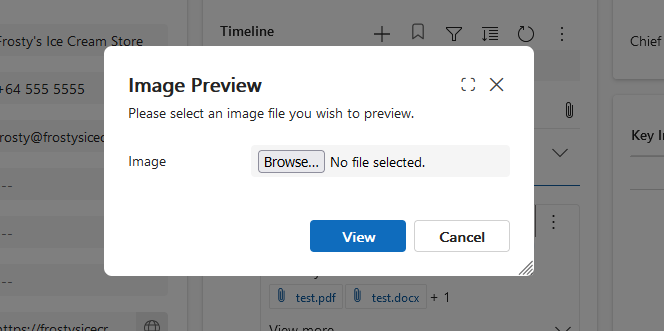 Frosty's Ice Cream Store
Timeline
Chief
+64 555 5555
Image Preview
Please select an image file you wish to preview.
frosty@frostysicec
Key In
Image
Browse...
No file selected.
---
View
Cancel
---
test.pdf
test.docx
+ 1
https://frostysicecr
View more